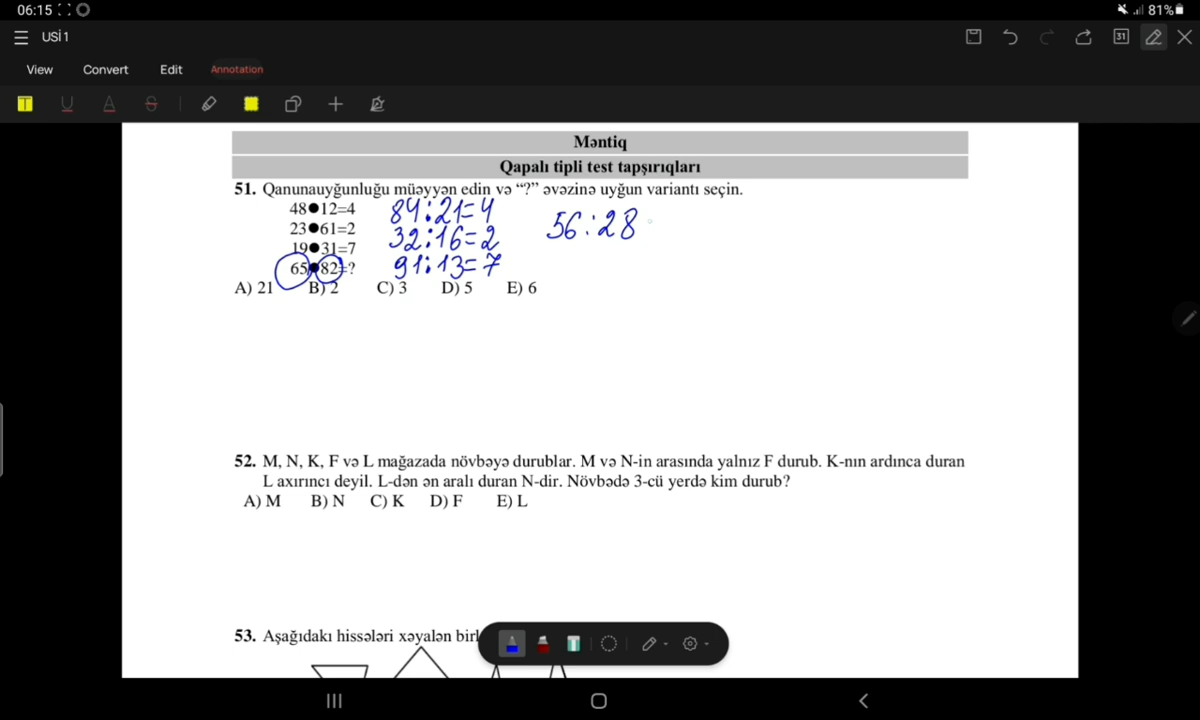 06:15 81%
USİ 1
View Convert Edit Annotation
31
Məntiq
Qapalı tipli test tapşırıqları
51. Qanunauyğunluğu müəyyən edin və “?” əvəzinə uyğun variantı seçin.
48●12=4 84:21=4
23●61=2 32:16=2 56:28
19●31=7 91:13=7
65●82=?
A) 21 B) 2 C) 3 D) 5 E) 6
52. M, N, K, F və L mağazada növbəyə durublar. M və N-in arasında yalnız F durub. K-nın ardınca duran
L axırıncı deyil. L-dən ən aralı duran N-dir. Növbədə 3-cü yerdə kim durub?
A) M B) N C) K D) F E) L
53. Aşağıdakı hissələri xəyalən birl